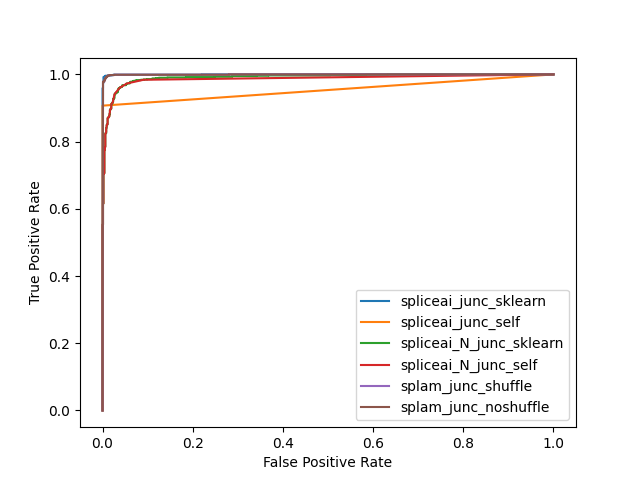 1.0
0.8
0.6
0.4
0.2
0.0
True Positive Rate
0.0 0.2 0.4 0.6 0.8 1.0
False Positive Rate
spliceai_junc_sklearn
spliceai_junc_self
spliceai_N_junc_sklearn
spliceai_N_junc_self
splam_junc_shuffle
splam_junc_noshuffle